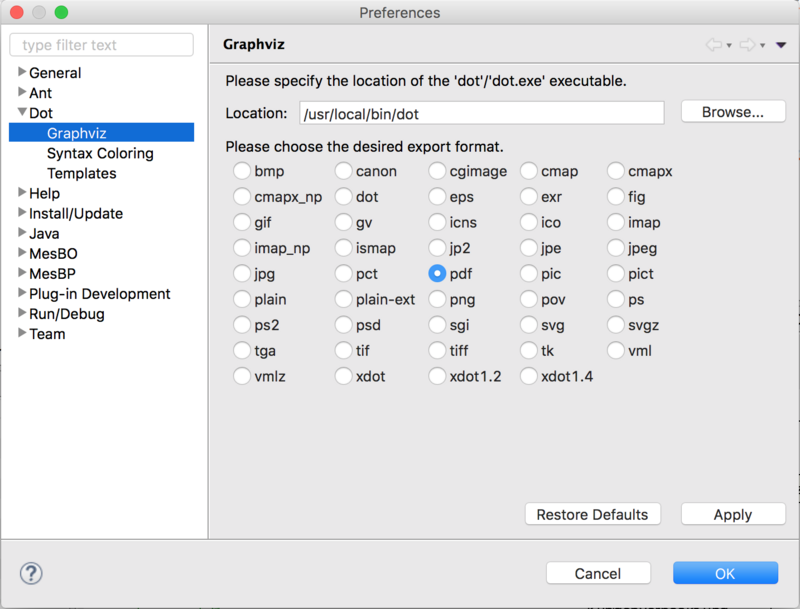 Preferences
type filter text
General
Ant
Dot
Graphviz
Syntax Coloring
Templates
Help
Install/Update
Java
MesBO
MesBP
Plug-in Development
Run/Debug
Team
Graphviz
Please specify the location of the 'dot'/'dot.exe' executable.
Location: /usr/local/bin/dot Browse...
Please choose the desired export format.
bmp canon cgimage cmap cmapx
cmapx_np dot eps exr fig
gif gv icns ico imap
imap_np ismap jp2 jpe jpeg
jpg pct pdf pic pict
plain plain-ext png pov ps
ps2 psd sgi svg svgz
tga tif tiff tk vml
vmlz xdot xdot1.2 xdot1.4
Restore Defaults Apply
? Cancel OK